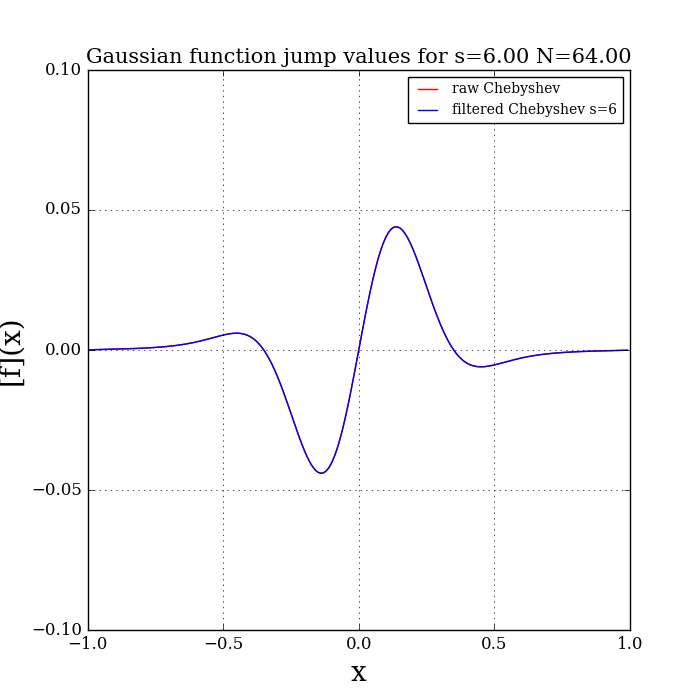 Gaussian function jump values for s=6.00 N=64.00
raw Chebyshev
filtered Chebyshev s=6
0.10
0.05
0.00
−0.05
−0.10
[f](x)
−1.0
−0.5
0.0
0.5
1.0
x